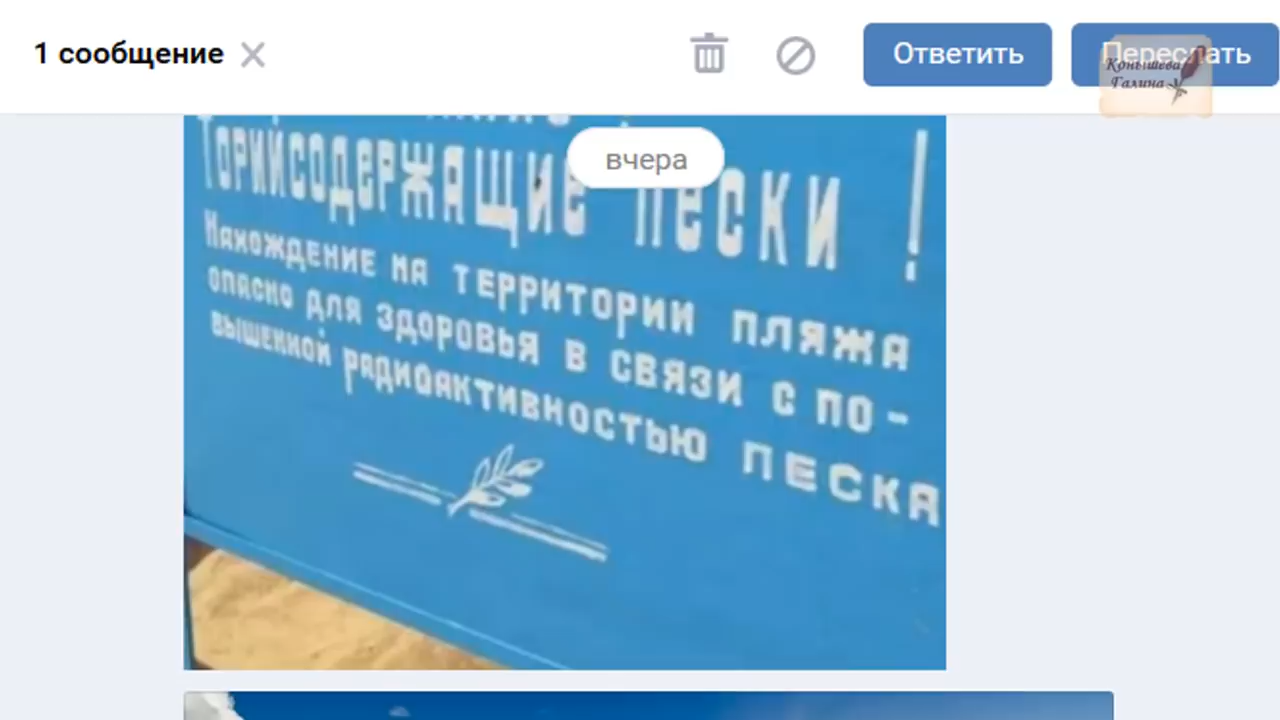 1 сообщение
Ответить
Переслать
Конышева
Галина
вчера
Торийсодержащие пески !
Нахождение на территории пляжа
опасно для здоровья в связи с по-
вышенной радиоактивностью песка